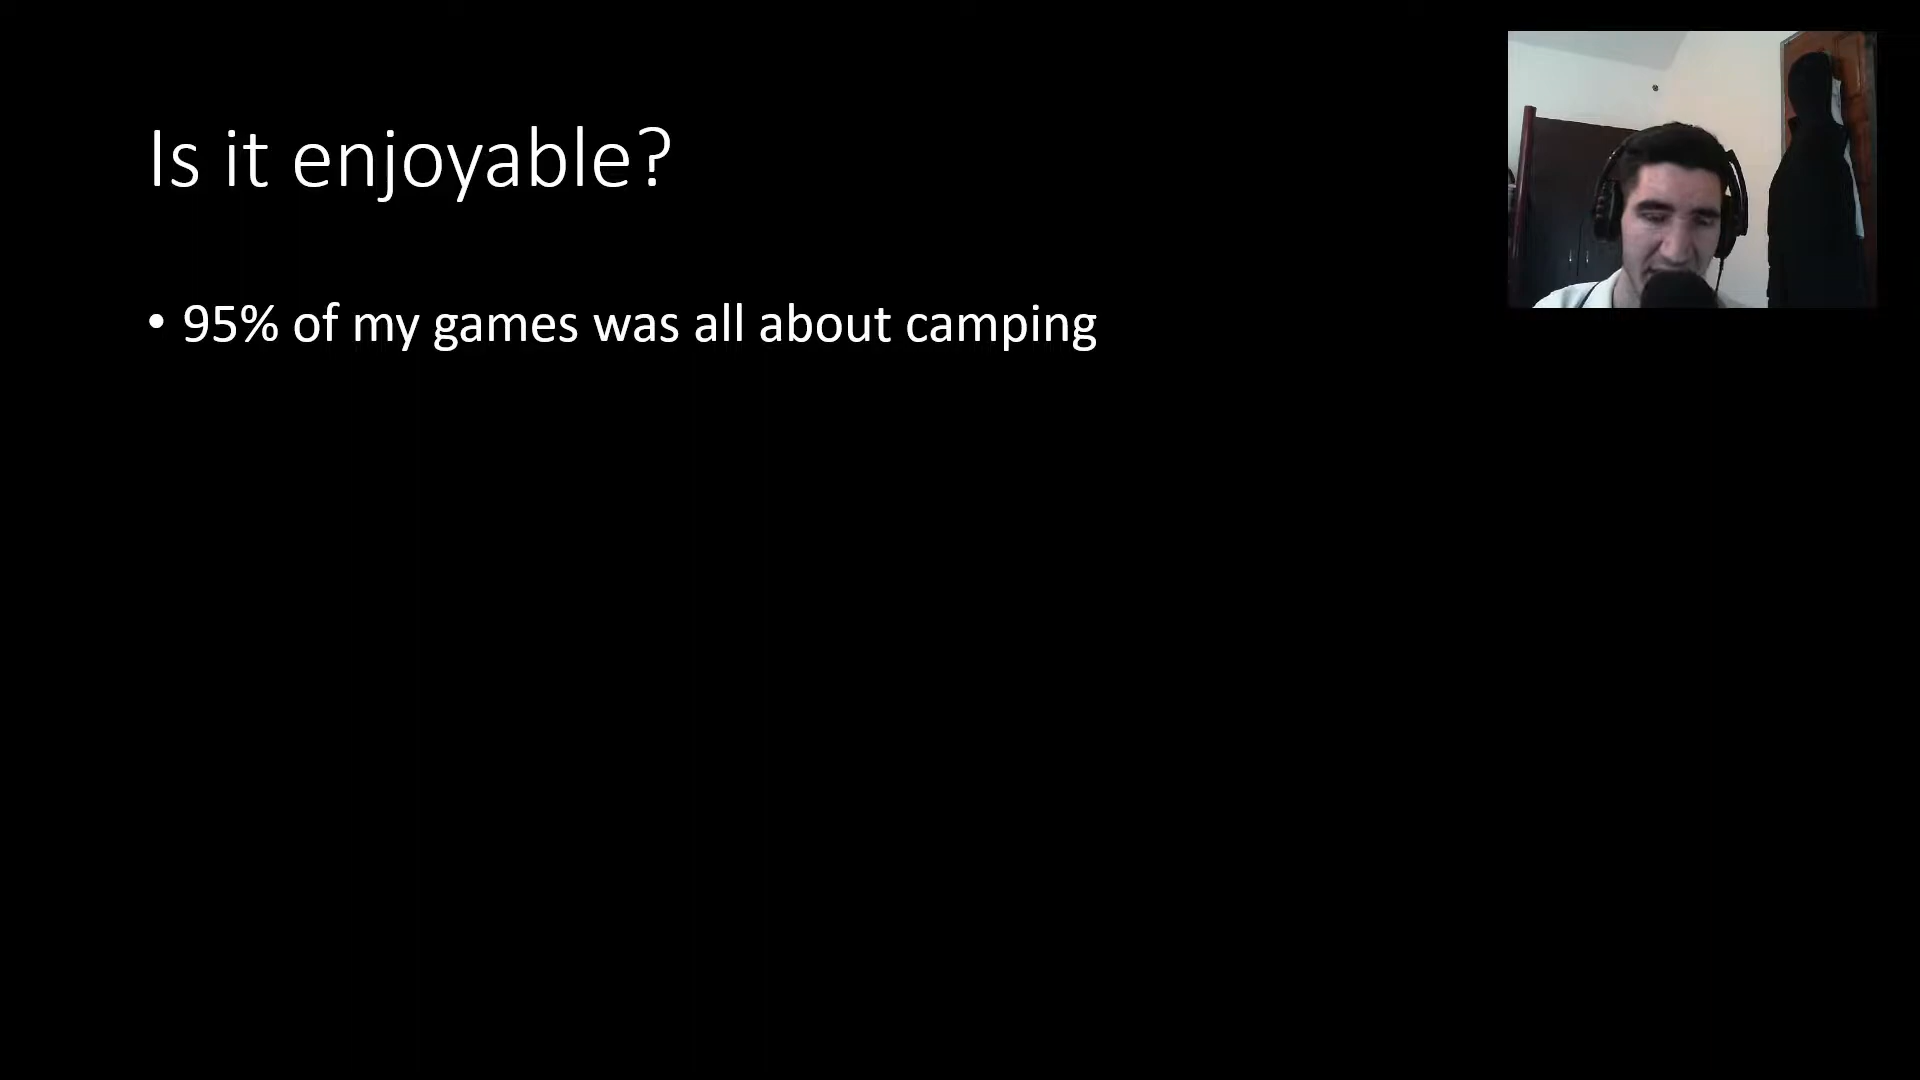 Is it enjoyable?
• 95% of my games was all about camping